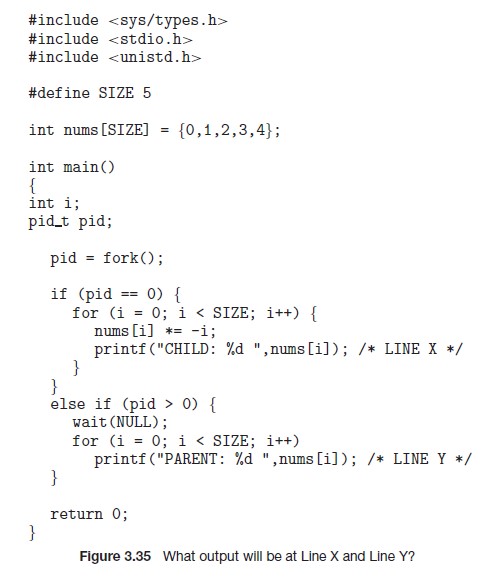 #include <sys/types.h>
#include <stdio.h>
#include <unistd.h>
#define SIZE 5
int nums[SIZE] = {0,1,2,3,4};
int main()
{
int i;
pid_t pid;
pid = fork();
if (pid == 0) {
for (i = 0; i < SIZE; i++) {
nums[i] *= -i;
printf("CHILD: %d ",nums[i]); /* LINE X */
}
}
else if (pid > 0) {
wait(NULL);
for (i = 0; i < SIZE; i++)
printf("PARENT: %d ",nums[i]); /* LINE Y */
}
return 0;
}
Figure 3.35 What output will be at Line X and Line Y?